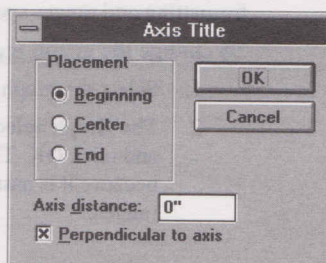 Axis Title
Placement
Beginning
Center
End
OK
Cancel
Axis distance: 0"
Perpendicular to axis